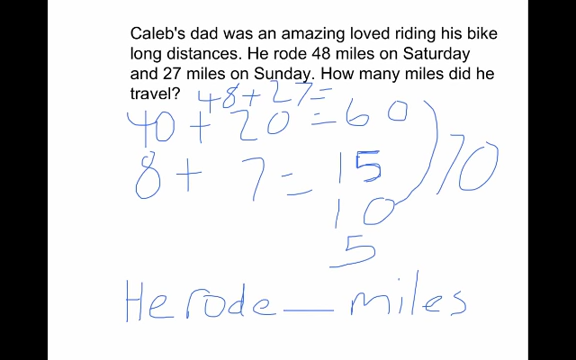 Caleb's dad was an amazing loved riding his bike
long distances. He rode 48 miles on Saturday
and 27 miles on Sunday. How many miles did he
travel?
48+27=
40 + 20 = 60
8 + 7 = 15
70
10
5
He rode __ miles